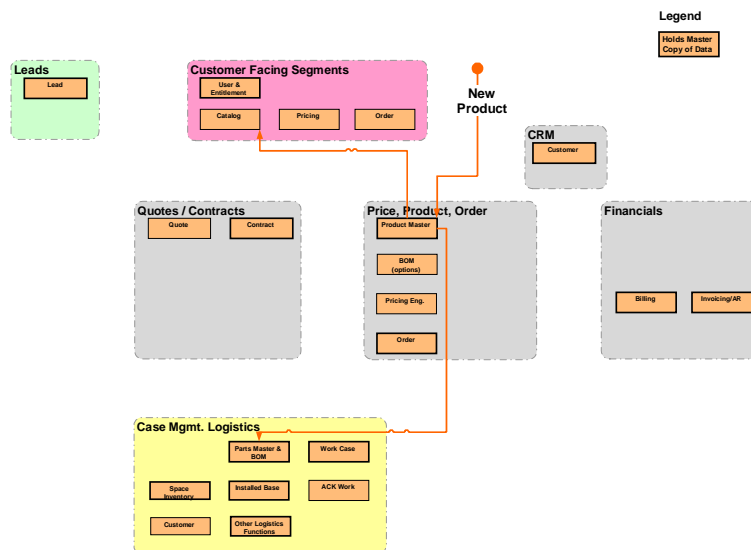 Legend
Holds Master
Copy of Data
Leads
Lead
Customer Facing Segments
User &
Entitlement
Catalog
Pricing
Order
New
Product
CRM
Customer
Quotes / Contracts
Quote
Contract
Price, Product, Order
Product Master
BOM
(options)
Pricing Eng.
Order
Financials
Billing
Invoicing/AR
Case Mgmt. Logistics
Parts Master &
BOM
Work Case
Space
Inventory
Installed Base
ACK Work
Customer
Other Logistics
Functions